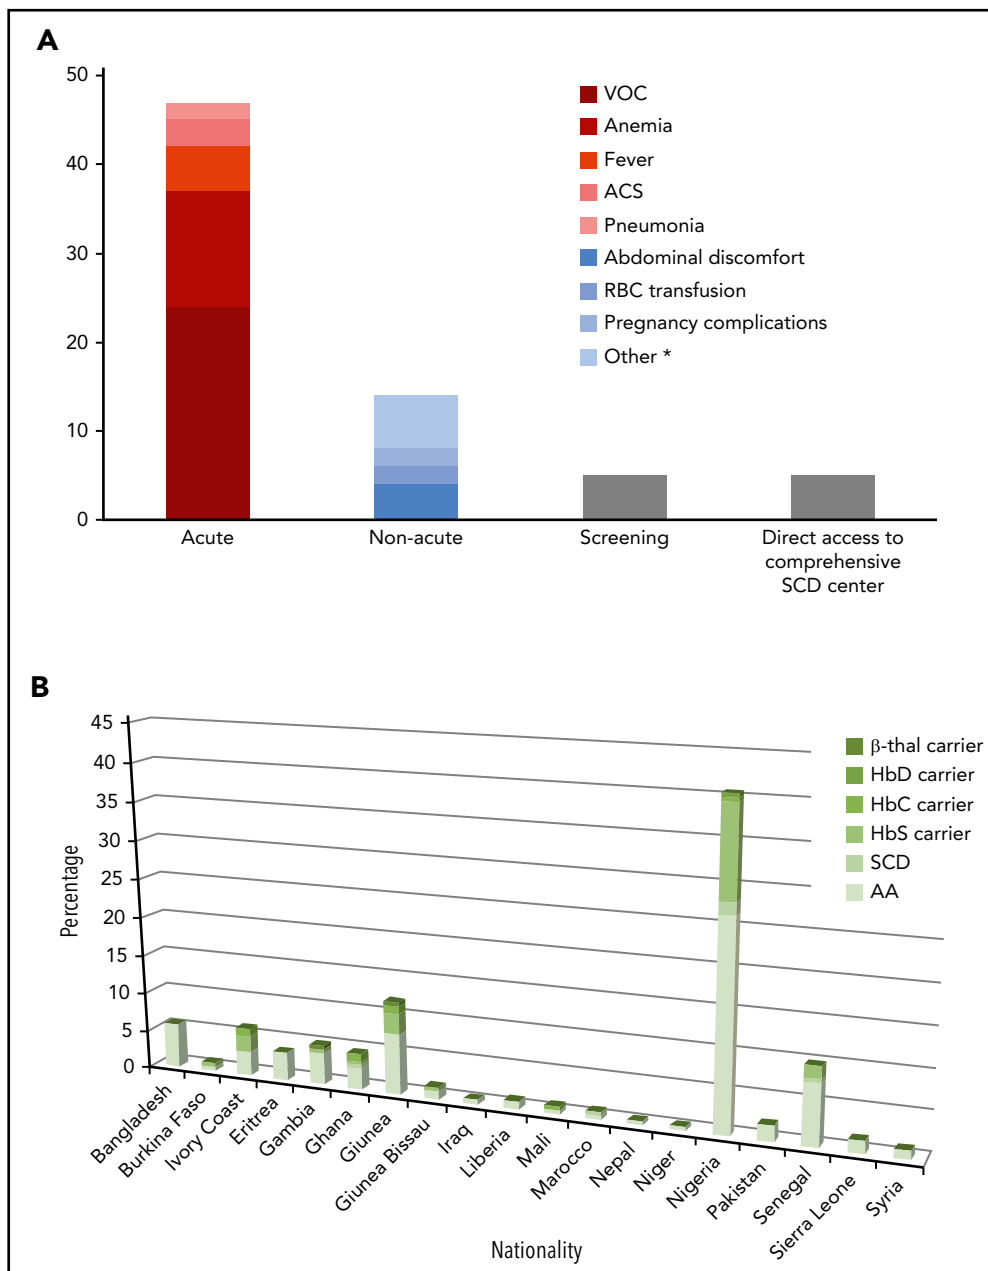 A
50
40
30
20
10
0
VOC
Anemia
Fever
ACS
Pneumonia
Abdominal discomfort
RBC transfusion
Pregnancy complications
Other *
Acute
Non-acute
Screening
Direct access to
comprehensive
SCD center
B
Percentage
45
40
35
30
25
20
15
10
5
0
β-thal carrier
HbD carrier
HbC carrier
HbS carrier
SCD
AA
Bangladesh
Burkina Faso
Ivory Coast
Eritrea
Gambia
Ghana
Giunea
Giunea Bissau
Iraq
Liberia
Mali
Marocco
Nepal
Niger
Nigeria
Pakistan
Senegal
Sierra Leone
Syria
Nationality